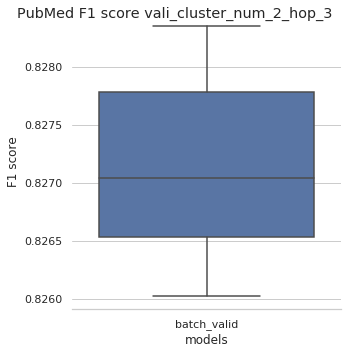 PubMed F1 score vali_cluster_num_2_hop_3
0.8280
0.8275
0.8270
0.8265
0.8260
F1 score
batch_valid
models